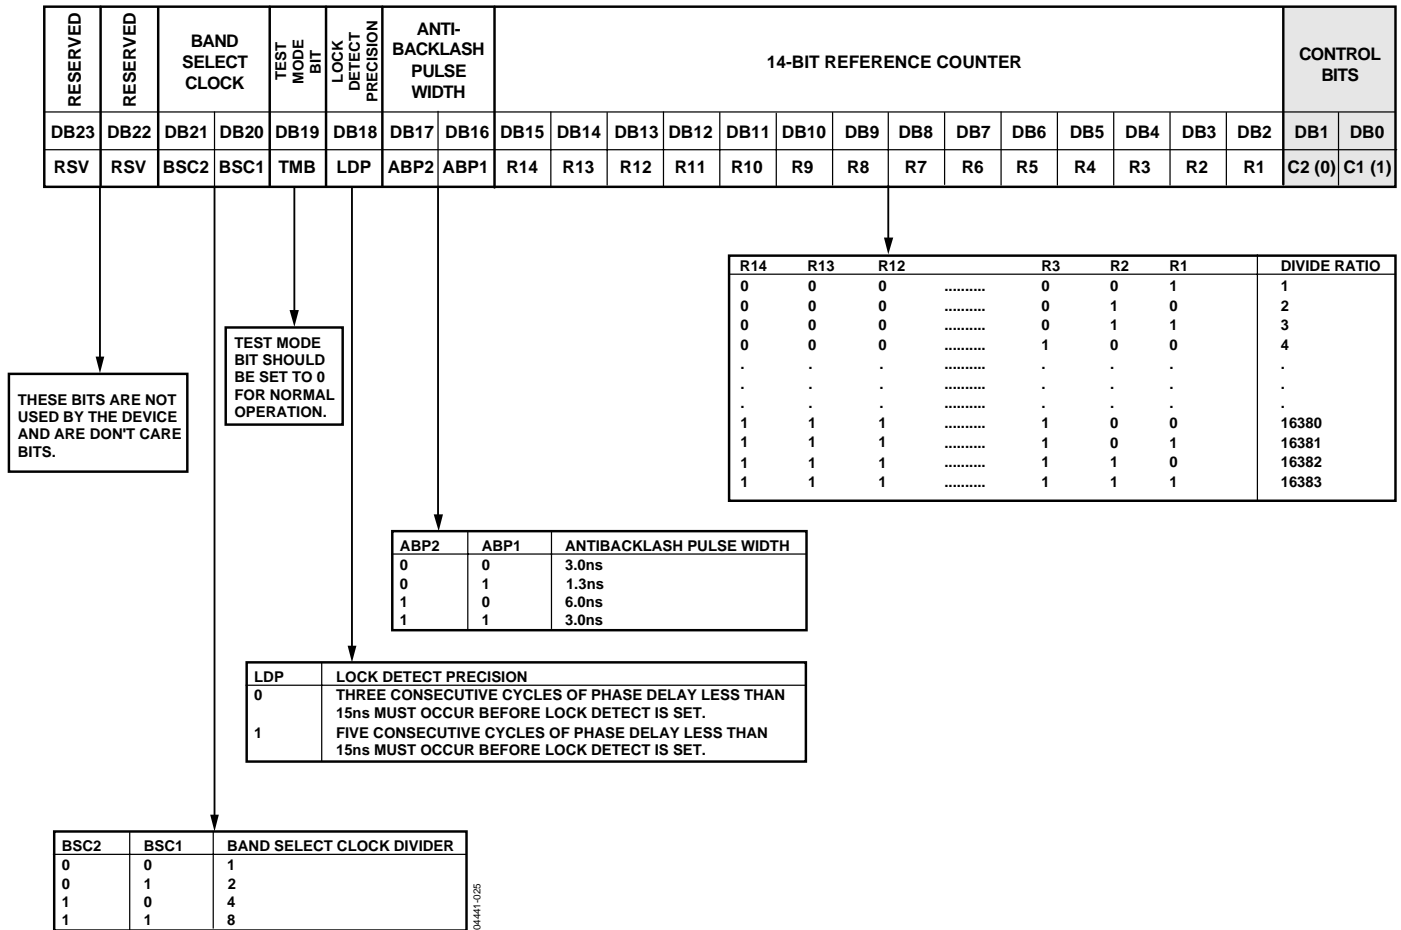 RESERVED
RESERVED
BAND
SELECT
CLOCK
TEST
MODE
BIT
LOCK
DETECT
PRECISION
ANTI-
BACKLASH
PULSE
WIDTH
14-BIT REFERENCE COUNTER
CONTROL
BITS
DB23 DB22 DB21 DB20 DB19 DB18 DB17 DB16 DB15 DB14 DB13 DB12 DB11 DB10 DB9 DB8 DB7 DB6 DB5 DB4 DB3 DB2 DB1 DB0
RSV RSV BSC2 BSC1 TMB LDP ABP2 ABP1 R14 R13 R12 R11 R10 R9 R8 R7 R6 R5 R4 R3 R2 R1 C2 (0) C1 (1)
R14 R13 R12 R3 R2 R1 DIVIDE RATIO
0 0 0 .......... 0 0 1 1
0 0 0 .......... 0 1 0 2
0 0 0 .......... 0 1 1 3
0 0 0 .......... 1 0 0 4
. . . .......... . . . .
. . . .......... . . . .
. . . .......... . . . .
1 1 1 .......... 1 0 0 16380
1 1 1 .......... 1 0 1 16381
1 1 1 .......... 1 1 0 16382
1 1 1 .......... 1 1 1 16383
TEST MODE
BIT SHOULD
BE SET TO 0
FOR NORMAL
OPERATION.
THESE BITS ARE NOT
USED BY THE DEVICE
AND ARE DON'T CARE
BITS.
ABP2 ABP1 ANTIBACKLASH PULSE WIDTH
0 0 3.0ns
0 1 1.3ns
1 0 6.0ns
1 1 3.0ns
LDP LOCK DETECT PRECISION
0 THREE CONSECUTIVE CYCLES OF PHASE DELAY LESS THAN
15ns MUST OCCUR BEFORE LOCK DETECT IS SET.
1 FIVE CONSECUTIVE CYCLES OF PHASE DELAY LESS THAN
15ns MUST OCCUR BEFORE LOCK DETECT IS SET.
BSC2 BSC1 BAND SELECT CLOCK DIVIDER
0 0 1
0 1 2
1 0 4
1 1 8
04441-025